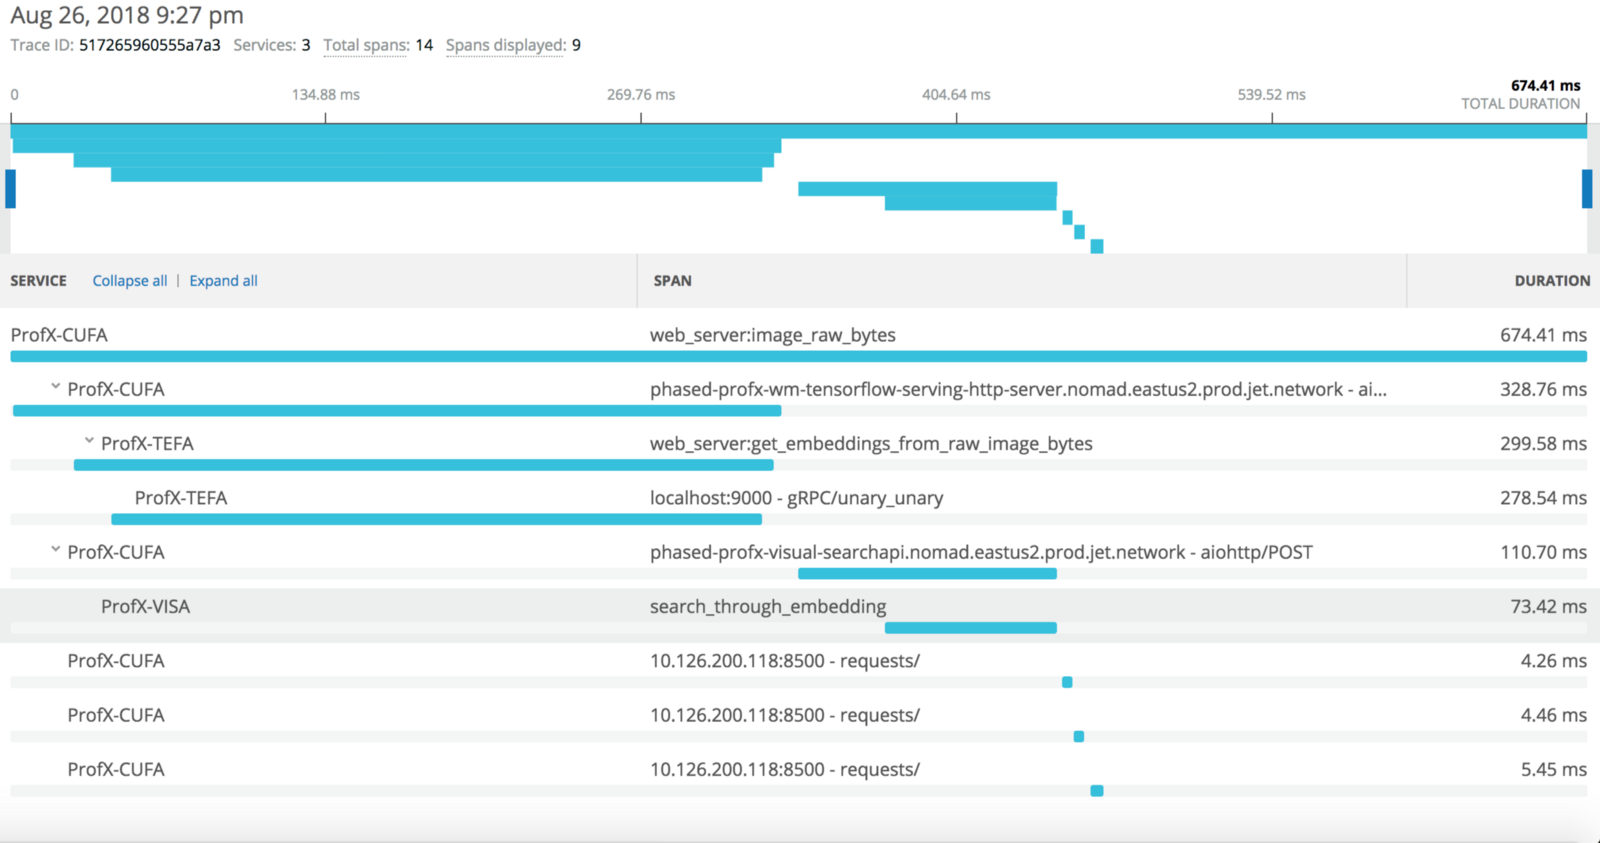 Aug 26, 2018 9:27 pm
Trace ID: 517265960555a7a3 Services: 3 Total spans: 14 Spans displayed: 9
674.41 ms
0 134.88 ms 269.76 ms 404.64 ms 539.52 ms TOTAL DURATION
SERVICE Collapse all | Expand all SPAN DURATION
ProfX-CUFA web_server:image_raw_bytes 674.41 ms
ProfX-CUFA phased-profx-wm-tensorflow-serving-http-server.nomad.eastus2.prod.jet.network - ai... 328.76 ms
ProfX-TEFA web_server:get_embeddings_from_raw_image_bytes 299.58 ms
ProfX-TEFA localhost:9000 - gRPC/unary_unary 278.54 ms
ProfX-CUFA phased-profx-visual-searchapi.nomad.eastus2.prod.jet.network - aiohttp/POST 110.70 ms
ProfX-VISA search_through_embedding 73.42 ms
ProfX-CUFA 10.126.200.118:8500 - requests/ 4.26 ms
ProfX-CUFA 10.126.200.118:8500 - requests/ 4.46 ms
ProfX-CUFA 10.126.200.118:8500 - requests/ 5.45 ms